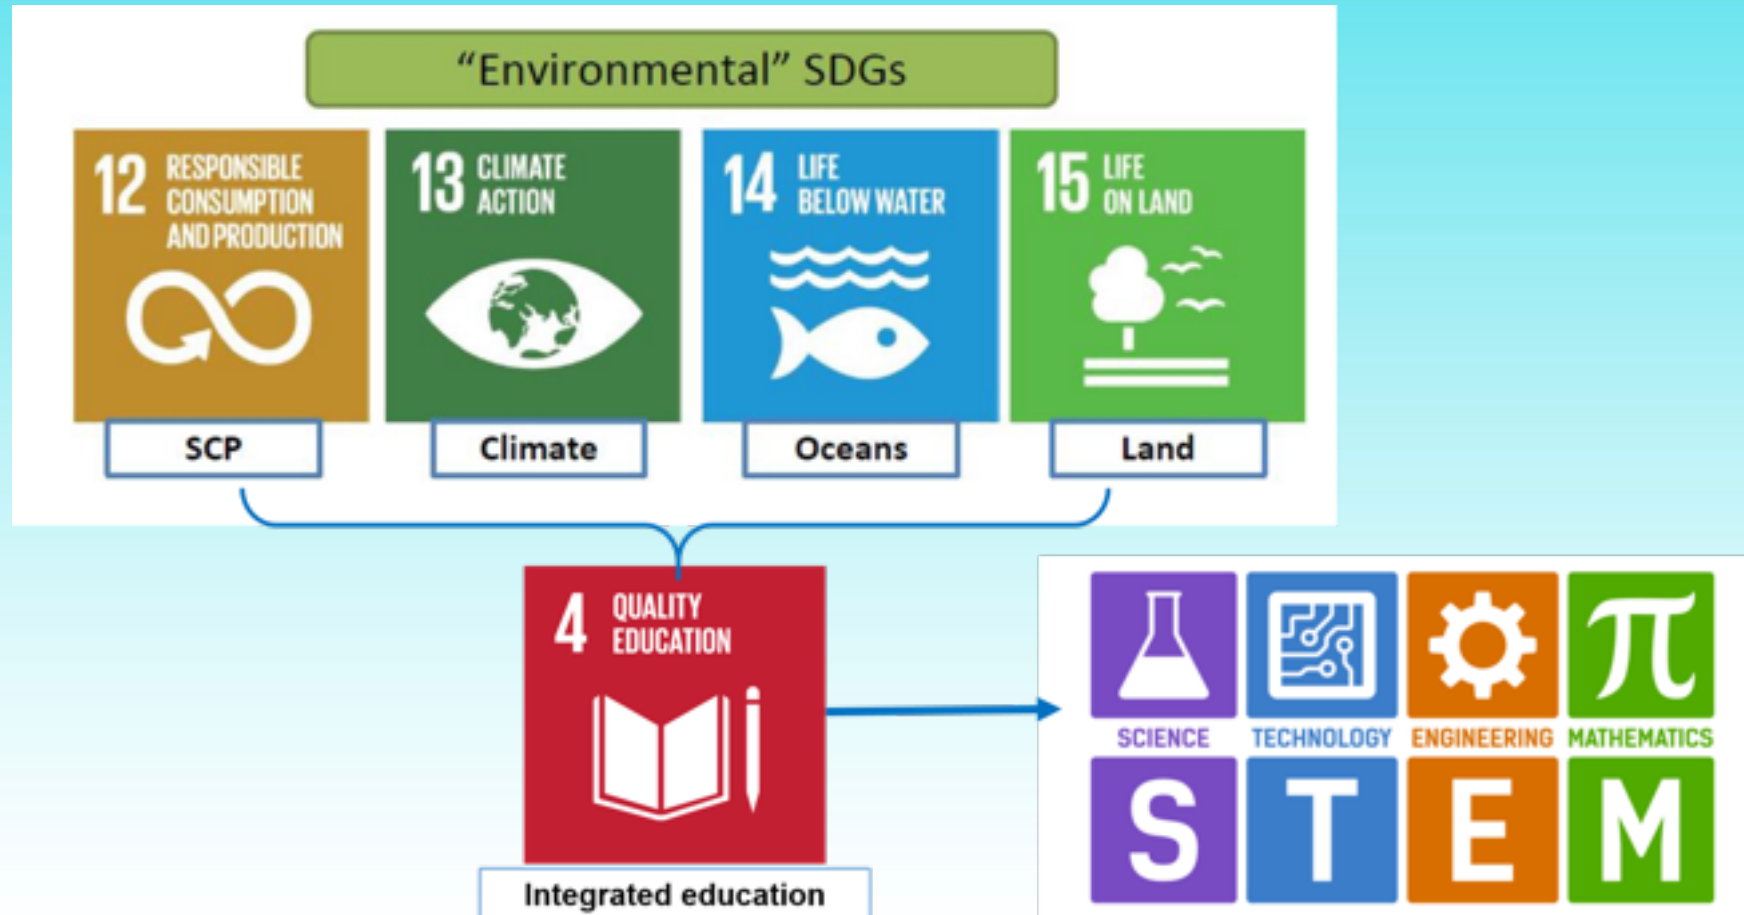 “Environmental” SDGs
12 RESPONSIBLE
CONSUMPTION
AND PRODUCTION
13 CLIMATE
ACTION
14 LIFE
BELOW WATER
15 LIFE
ON LAND
SCP
Climate
Oceans
Land
4 QUALITY
EDUCATION
Integrated education
π
SCIENCE TECHNOLOGY ENGINEERING MATHEMATICS
S T E M